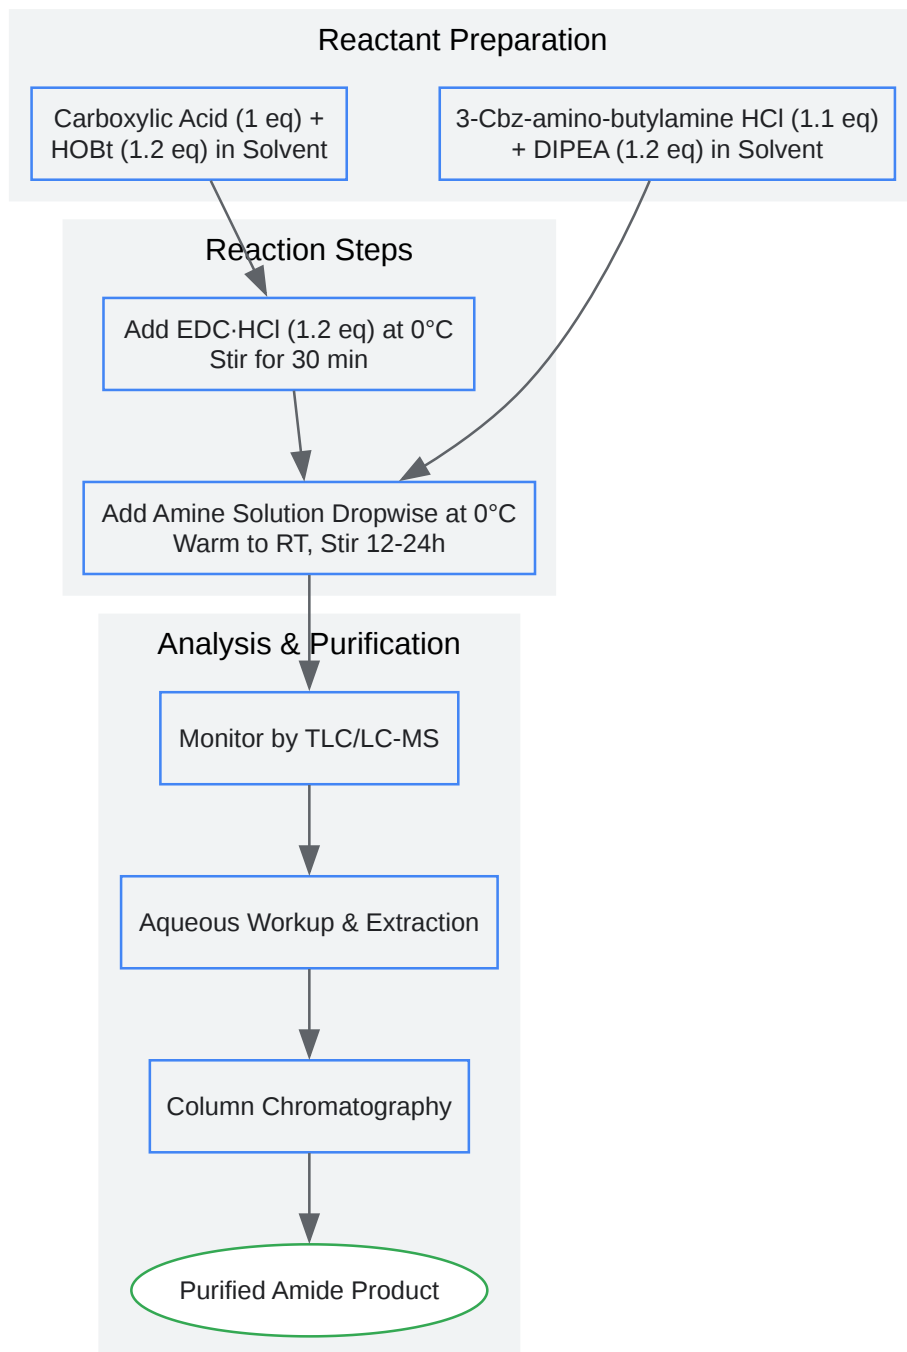 Reactant Preparation
Carboxylic Acid (1 eq) +
HOBt (1.2 eq) in Solvent
3-Cbz-amino-butylamine HCl (1.1 eq)
+ DIPEA (1.2 eq) in Solvent
Reaction Steps
Add EDC·HCl (1.2 eq) at 0°C
Stir for 30 min
Add Amine Solution Dropwise at 0°C
Warm to RT, Stir 12-24h
Analysis & Purification
Monitor by TLC/LC-MS
Aqueous Workup & Extraction
Column Chromatography
Purified Amide Product